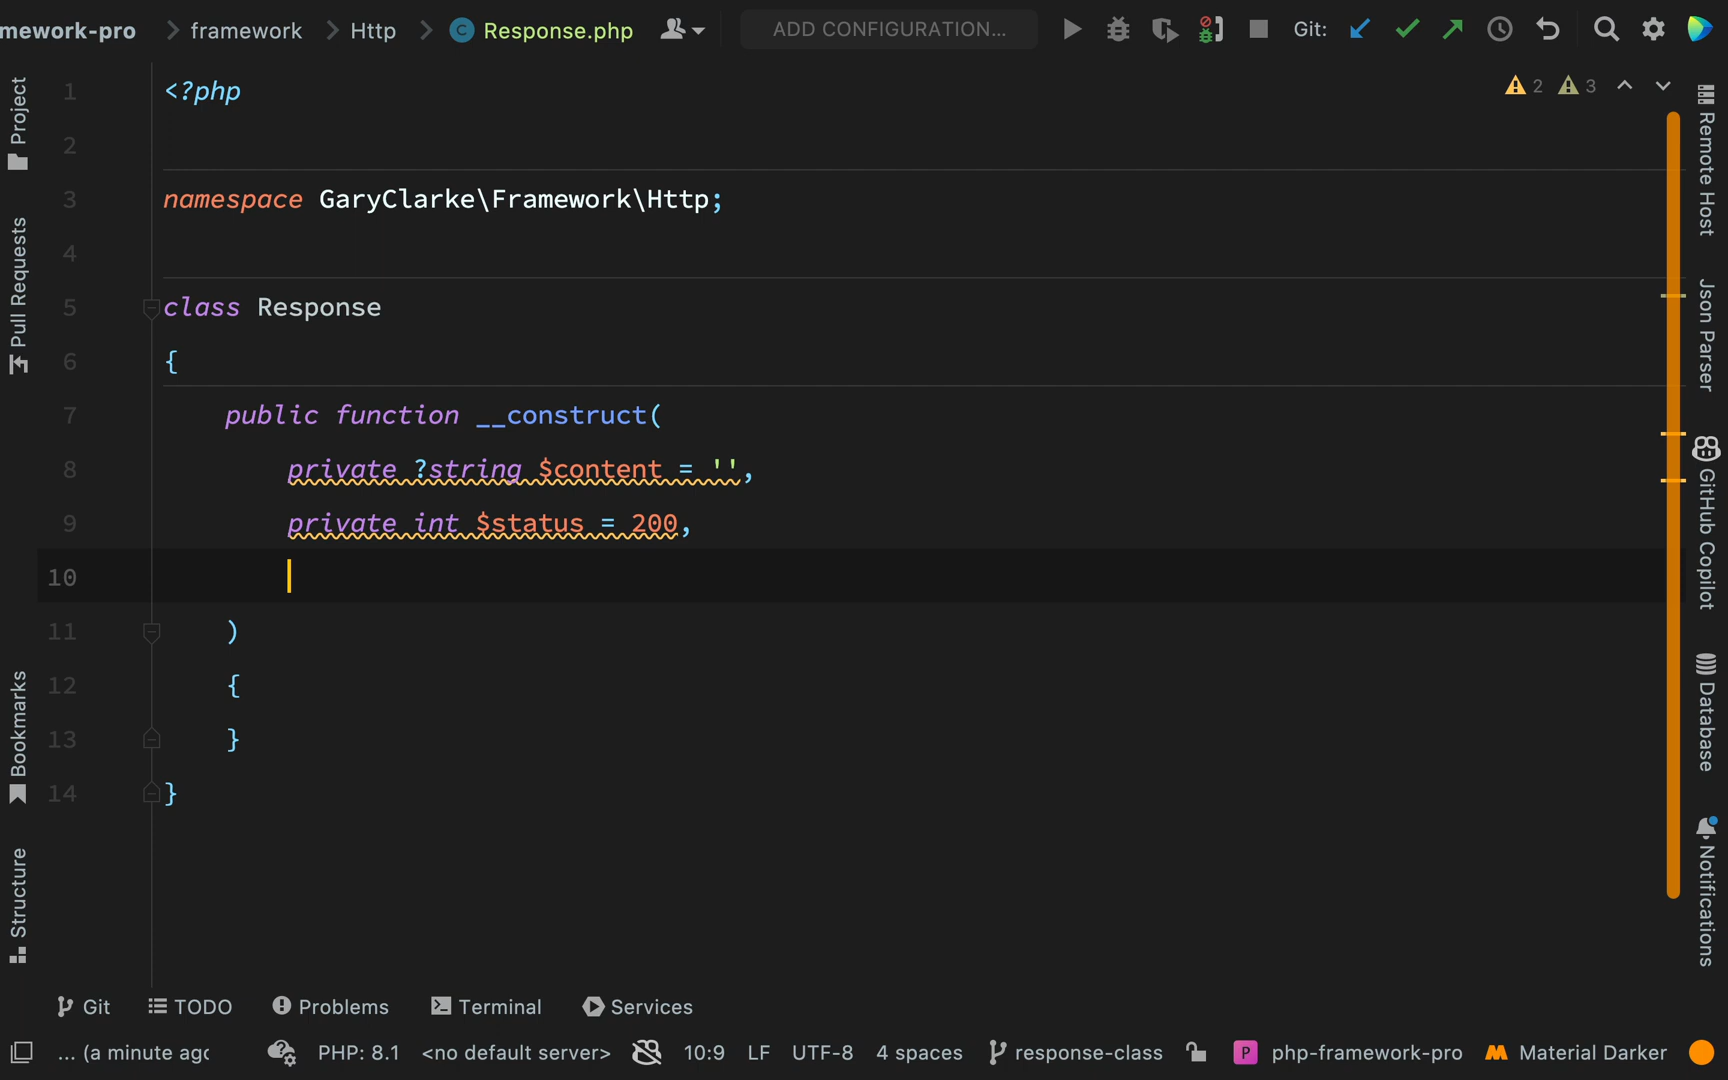 mework-pro framework Http C Response.php ADD CONFIGURATION... Git:
1 <?php 2 3
2
3 namespace GaryClarke\Framework\Http;
4
5 class Response
6 {
7 public function __construct(
8 private ?string $content = '',
9 private int $status = 200,
10
11 )
12 {
13 }
14 }
Project
Pull Requests
Bookmarks
Structure
Remote Host
Json Parser
GitHub Copilot
Database
Notifications
Git TODO Problems Terminal Services
... (a minute ago PHP: 8.1 <no default server> 10:9 LF UTF-8 4 spaces response-class P php-framework-pro Material Darker